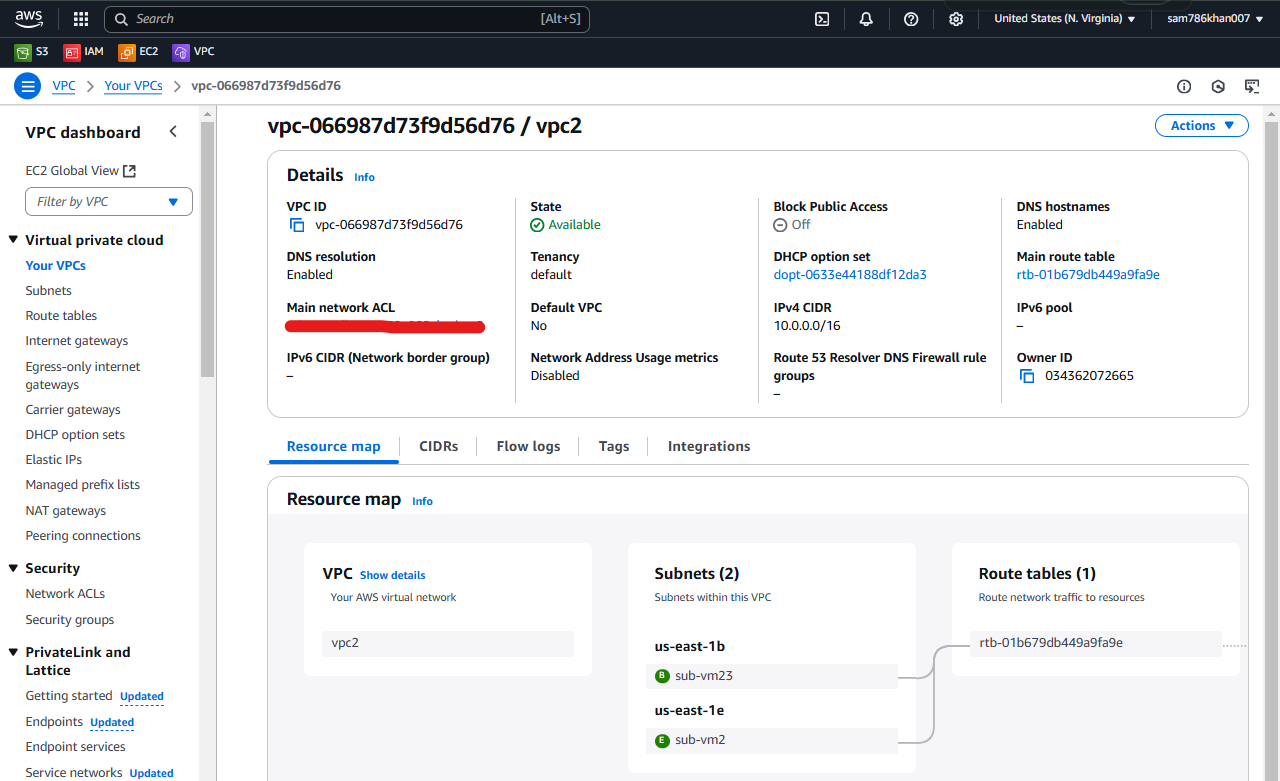 aws
Search [Alt+S]
United States (N. Virginia) sam786khan007
S3 IAM EC2 VPC
VPC Your VPCs vpc-066987d73f9d56d76
VPC dashboard
EC2 Global View
Filter by VPC
Virtual private cloud
Your VPCs
Subnets
Route tables
Internet gateways
Egress-only internet
gateways
Carrier gateways
DHCP option sets
Elastic IPs
Managed prefix lists
NAT gateways
Peering connections
Security
Network ACLs
Security groups
PrivateLink and
Lattice
Getting started Updated
Endpoints Updated
Endpoint services
Service networks Updated
vpc-066987d73f9d56d76 / vpc2
Actions
Details Info
VPC ID
vpc-066987d73f9d56d76
State
Available
Block Public Access
Off
DNS hostnames
Enabled
DNS resolution
Enabled
Tenancy
default
DHCP option set
dopt-0633e44188df12da3
Main route table
rtb-01b679db449a9fa9e
Main network ACL
Default VPC
No
IPv4 CIDR
10.0.0.0/16
IPv6 pool
–
IPv6 CIDR (Network border group)
–
Network Address Usage metrics
Disabled
Route 53 Resolver DNS Firewall rule
groups
–
Owner ID
034362072665
Resource map CIDRs Flow logs Tags Integrations
Resource map Info
VPC Show details
Your AWS virtual network
vpc2
Subnets (2)
Subnets within this VPC
us-east-1b
B sub-vm23
us-east-1e
E sub-vm2
Route tables (1)
Route network traffic to resources
rtb-01b679db449a9fa9e